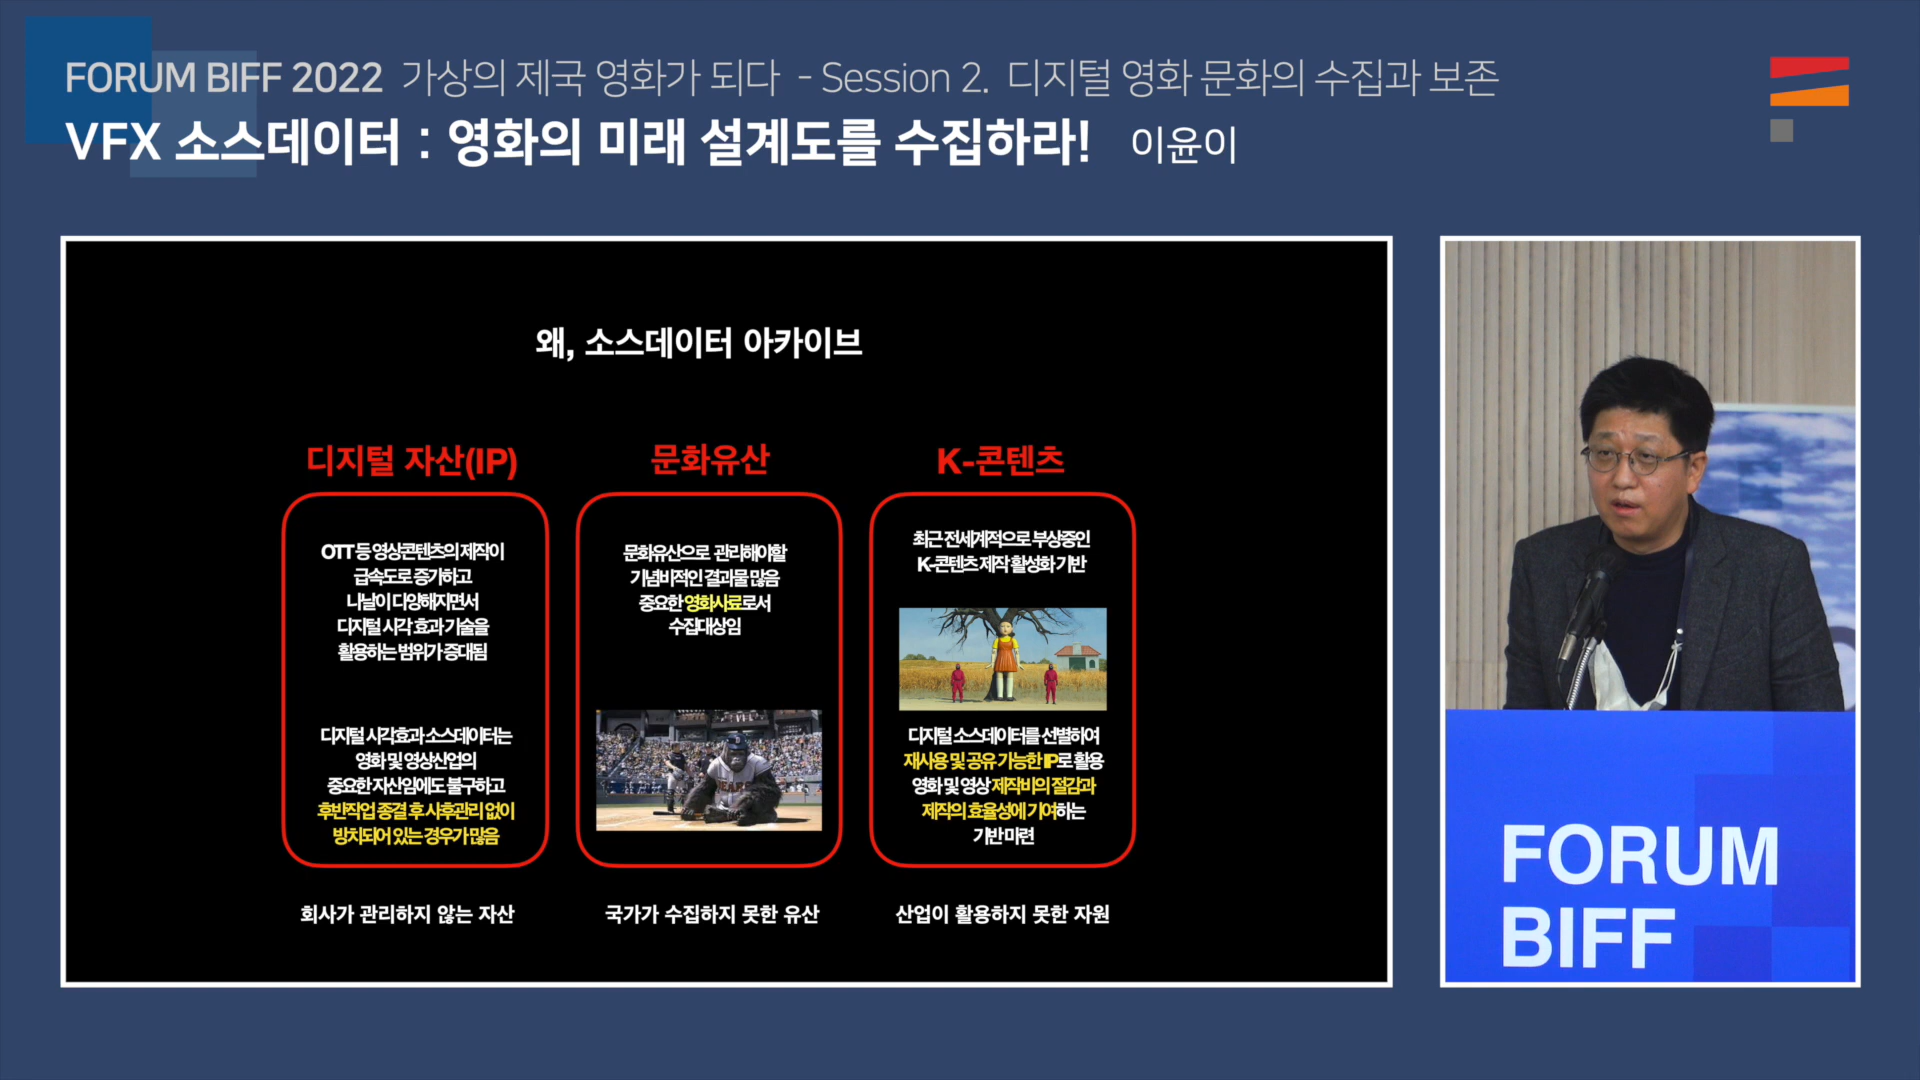 FORUM BIFF 2022 가상의 제국 영화가 되다 - Session 2. 디지털 영화 문화의 수집과 보존
VFX 소스데이터 : 영화의 미래 설계도를 수집하라! 이윤이
왜, 소스데이터 아카이브
디지털 자산(IP)
OTT 등 영상콘텐츠의 제작이
급속도로 증가하고
나날이 다양해지면서
디지털 시각 효과 기술을
활용하는 범위가 증대됨
디지털 시각효과 소스데이터는
영화 및 영상산업의
중요한 자산임에도 불구하고
후반작업 종결 후 사후관리 없이
방치되어 있는 경우가 많음
회사가 관리하지 않는 자산
문화유산
문화유산으로 관리해야할
기념비적인 결과물 많음
중요한 영화사료로서
수집대상임
국가가 수집하지 못한 유산
K-콘텐츠
최근 전세계적으로 부상중인
K-콘텐츠 제작 활성화 기반
디지털 소스데이터를 선별하여
재사용 및 공유 가능한 IP로 활용
영화 및 영상 제작비의 절감과
제작의 효율성에 기여하는
기반 마련
산업이 활용하지 못한 자원
FORUM
BIFF